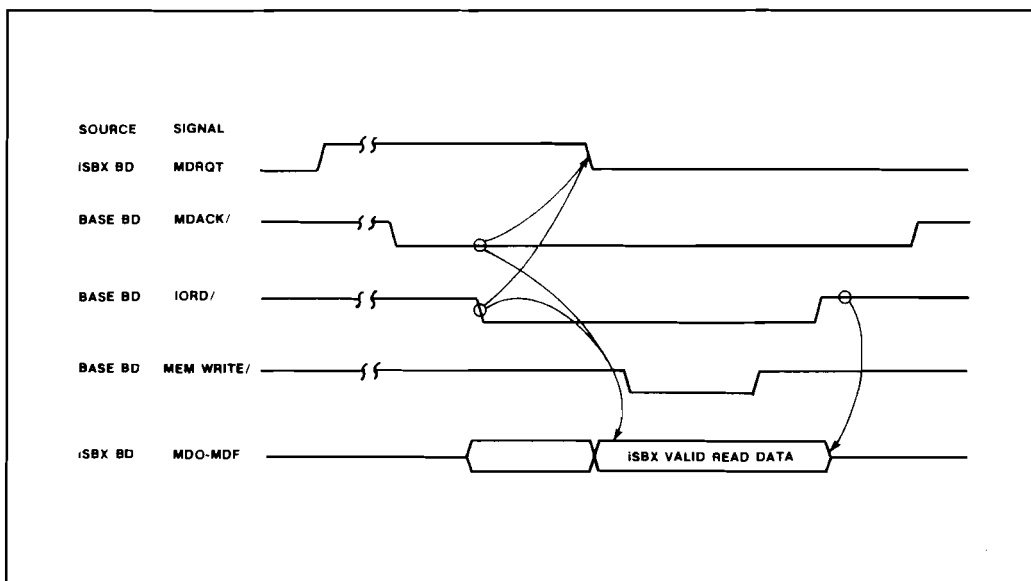 SOURCE SIGNAL
iSBX BD MDRQT
BASE BD MDACK/
BASE BD IORD/
BASE BD MEM WRITE/
iSBX BD MDO-MDF iSBX VALID READ DATA